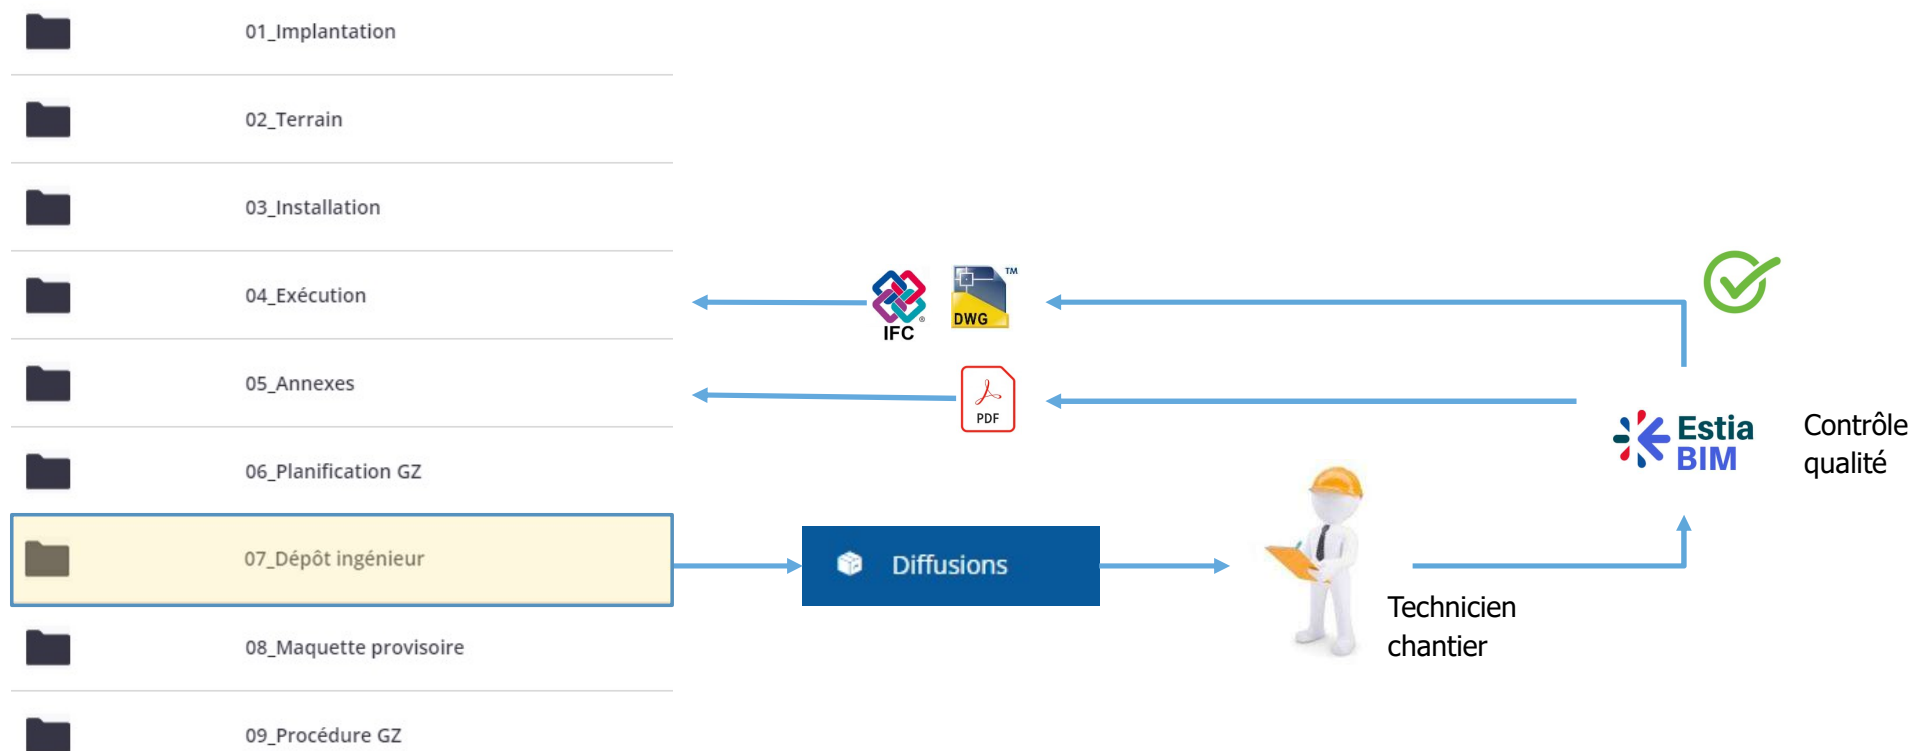 01_Implantation
02_Terrain
03_Installation
04_Exécution
IFC
®
DWG
TM
05_Annexes
PDF
Estia
BIM
Contrôle
qualité
06_Planification GZ
07_Dépôt ingénieur
Diffusions
Technicien
chantier
08_Maquette provisoire
09_Procédure GZ